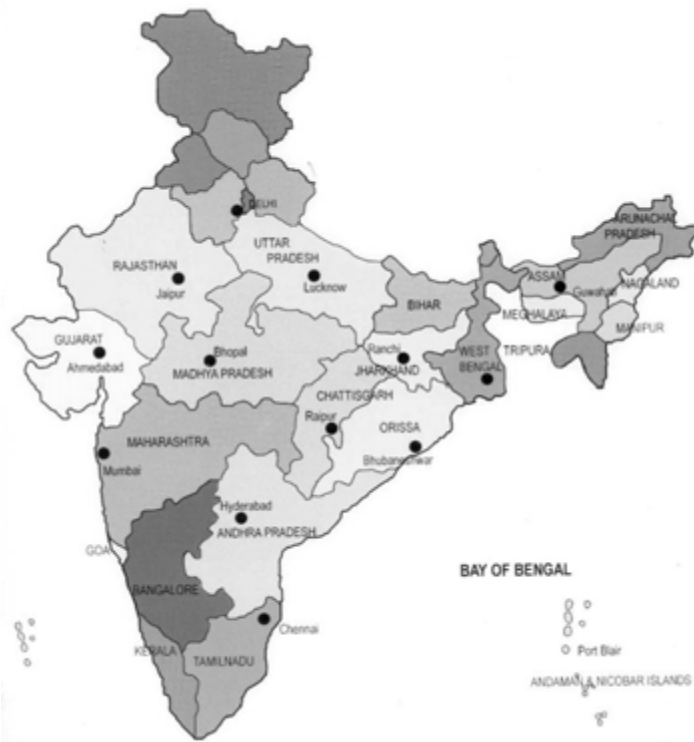 DELHI
ARUNACHAL
PRADESH
UTTAR
PRADESH
RAJASTHAN
Jaipur
Lucknow
ASSAM
Guwahati
NAGALAND
BIHAR
MEGHALAYA
MANIPUR
GUJARAT
Ahmedabad
Bhopal
MADHYA PRADESH
Ranchi
JHARKHAND
WEST
BENGAL
TRIPURA
CHATTISGARH
Raipur
ORISSA
Bhubaneshwar
MAHARASHTRA
Mumbai
Hyderabad
ANDHRA PRADESH
GOA
BAY OF BENGAL
BANGALORE
Chennai
KERALA
TAMILNADU
Port Blair
ANDAMAN & NICOBAR ISLANDS